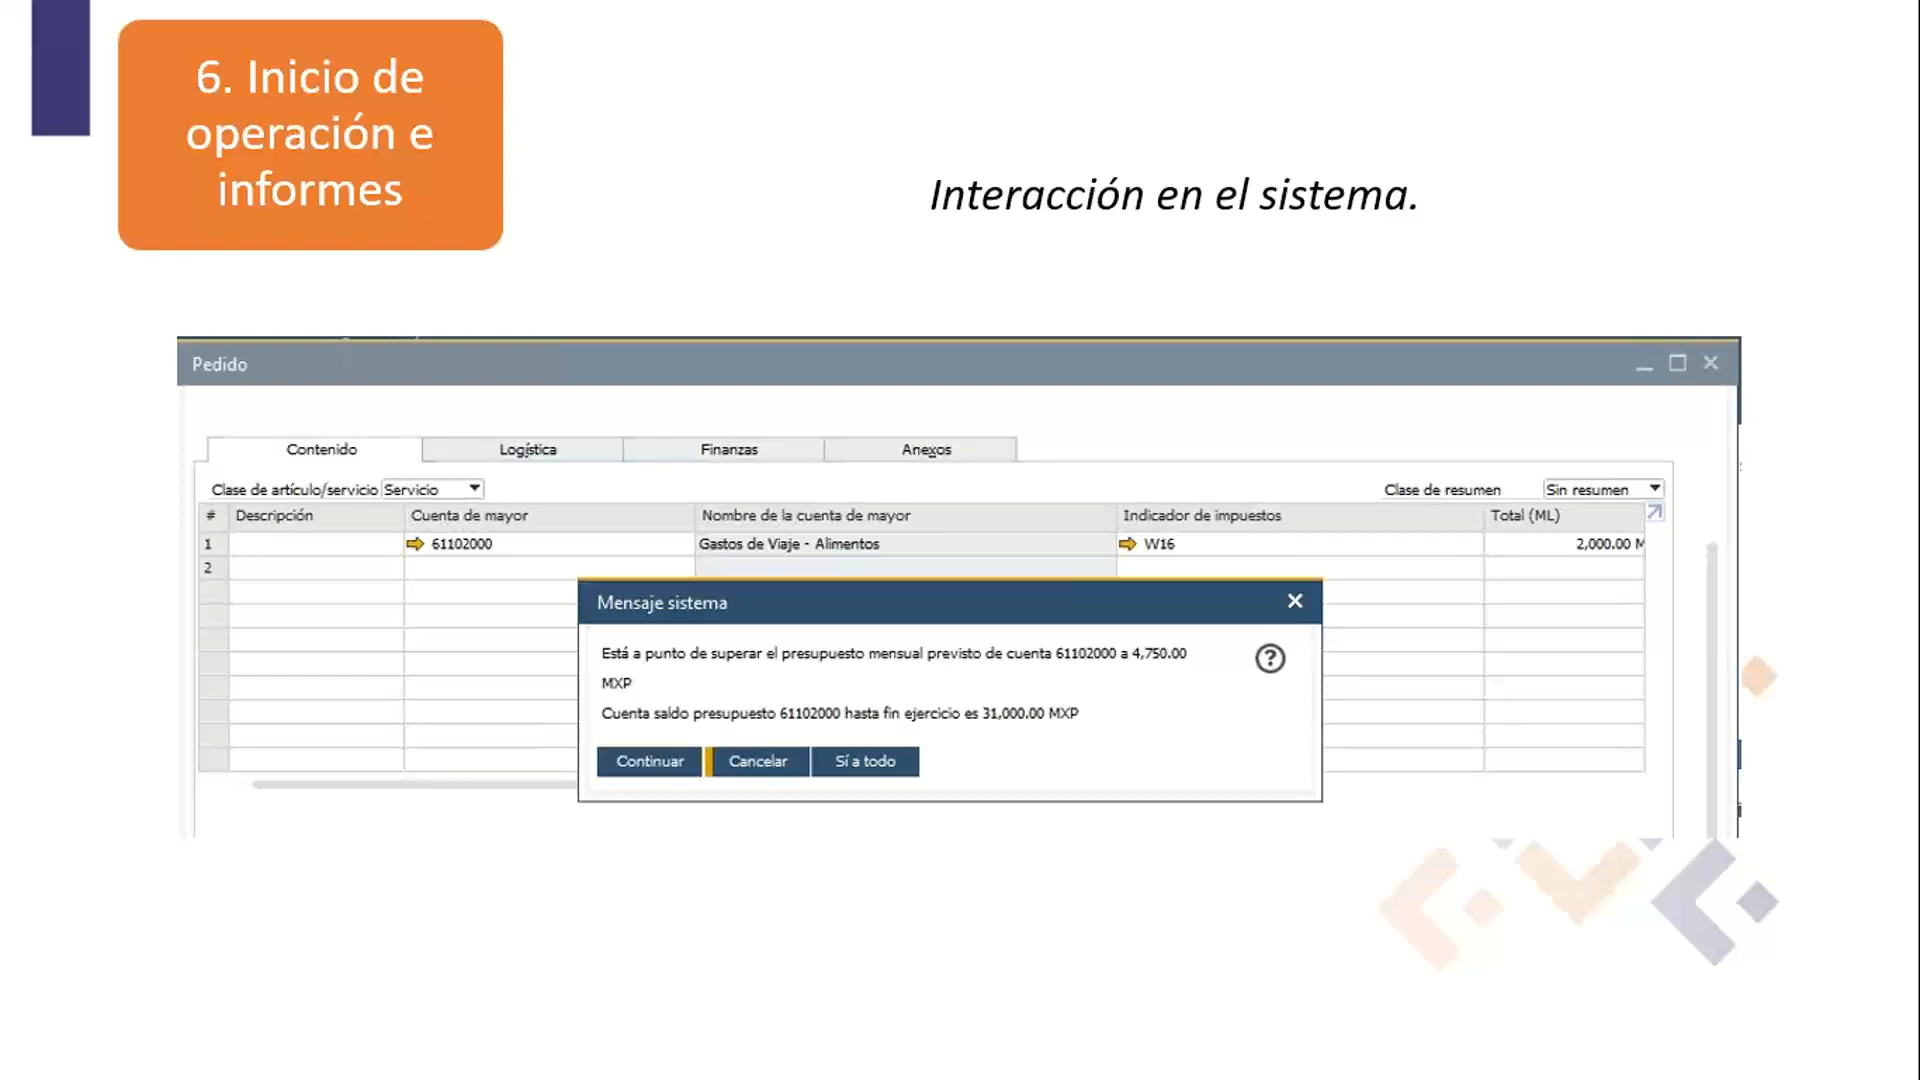 6. Inicio de
operación e
informes
Interacción en el sistema.
Pedido
Contenido Logística Finanzas Anexos
Clase de artículo/servicio Servicio Clase de resumen Sin resumen
# Descripción Cuenta de mayor Nombre de la cuenta de mayor Indicador de impuestos Total (ML)
1 61102000 Gastos de Viaje - Alimentos W16 2,000.00 M
2
Mensaje sistema
Está a punto de superar el presupuesto mensual previsto de cuenta 61102000 a 4,750.00
MXP
Cuenta saldo presupuesto 61102000 hasta fin ejercicio es 31,000.00 MXP
Continuar Cancelar Sí a todo